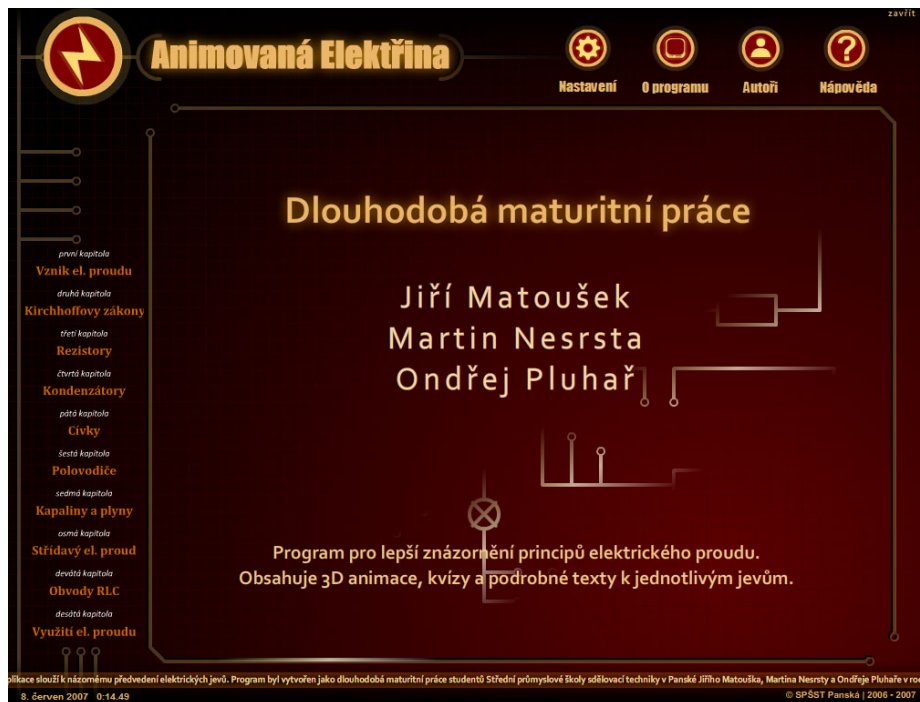 zavřít
Animovaná Elektřina
Nastavení
O programu
Autoři
Nápověda
Dlouhodobá maturitní práce
Jiří Matoušek
Martin Nesrsta
Ondřej Pluhař
první kapitola
Vznik el. proudu
druhá kapitola
Kirchhoffovy zákony
třetí kapitola
Rezistory
čtvrtá kapitola
Kondenzátory
pátá kapitola
Cívky
šestá kapitola
Polovodiče
sedmá kapitola
Kapaliny a plyny
osmá kapitola
Střídavý el. proud
devátá kapitola
Obvody RLC
desátá kapitola
Využití el. proudu
Program pro lepší znázornění principů elektrického proudu.
Obsahuje 3D animace, kvízy a podrobné texty k jednotlivým jevům.
plikace slouží k názornému předvedení elektrických jevů. Program byl vytvořen jako dlouhodobá maturitní práce studentů Střední průmyslové školy sdělovací techniky v Panské Jiřího Matouška, Martina Nesrsty a Ondřeje Pluhaře v roc
8. červen 2007 0:14.49
© SPŠST Panská | 2006 - 2007